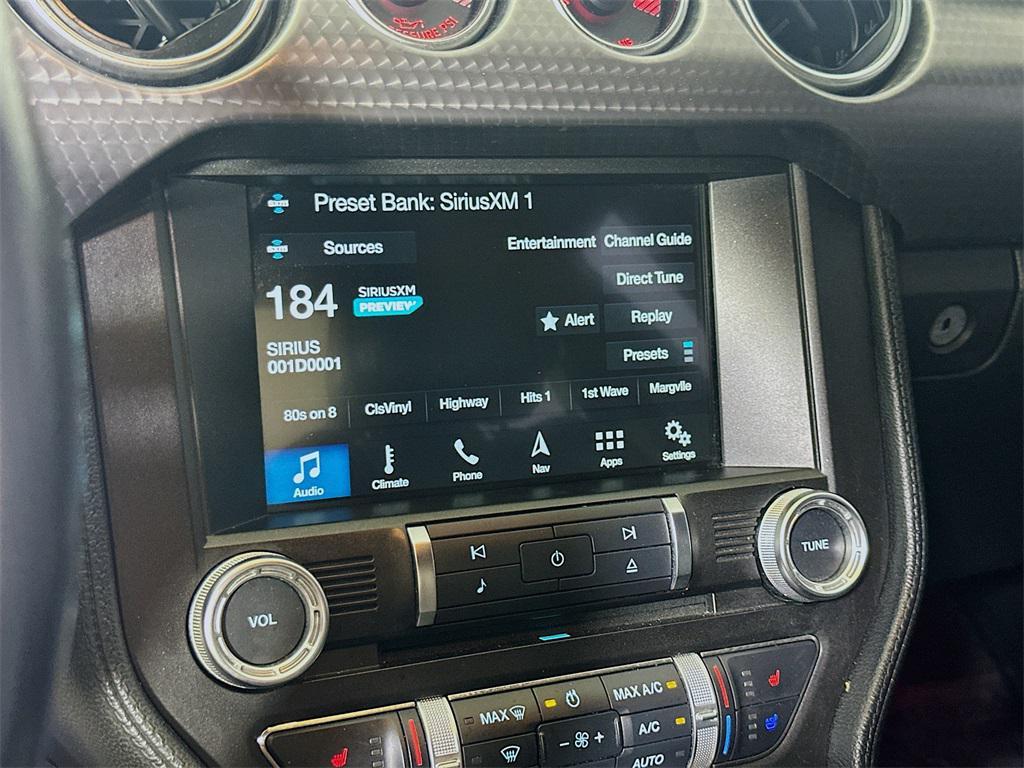 PRESSURE PSI
sxm Preset Bank: SiriusXM 1
sxm Sources
Entertainment Channel Guide
Direct Tune
184 SIRIUSXM
PREVIEW
Alert Replay
SIRIUS
001D0001
Presets
80s on 8 ClsVinyl Highway Hits 1 1st Wave Margvlle
Audio Climate Phone Nav Apps Settings
VOL
TUNE
MAX MAX A/C
A/C
AUTO